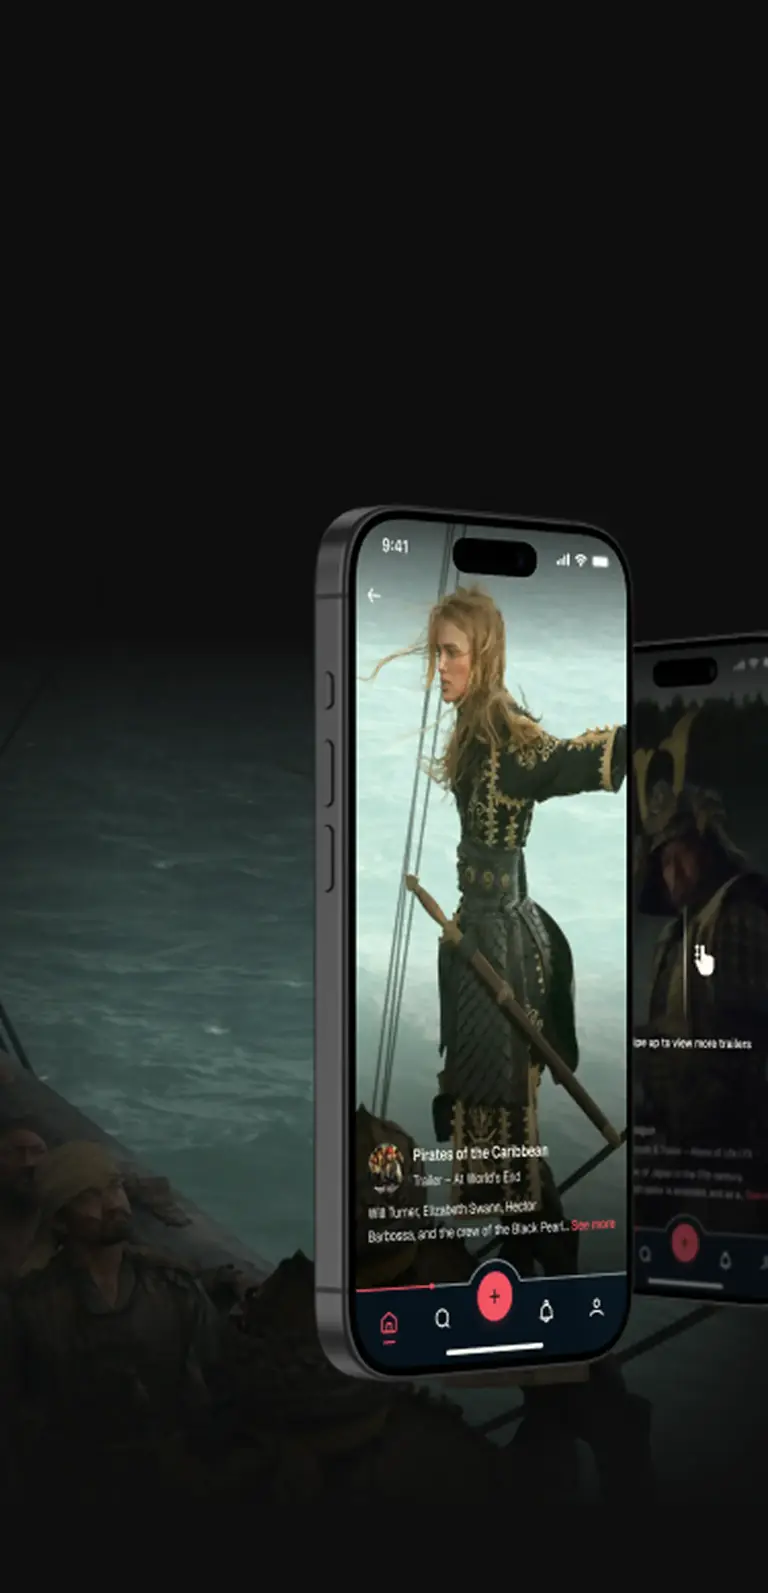 9:41
Pirates of the Caribbean
Trailer – At World's End
Will Turner, Elizabeth Swann, Hector
Barbossa, and the crew of the Black Pearl... See more
up to view more trailers